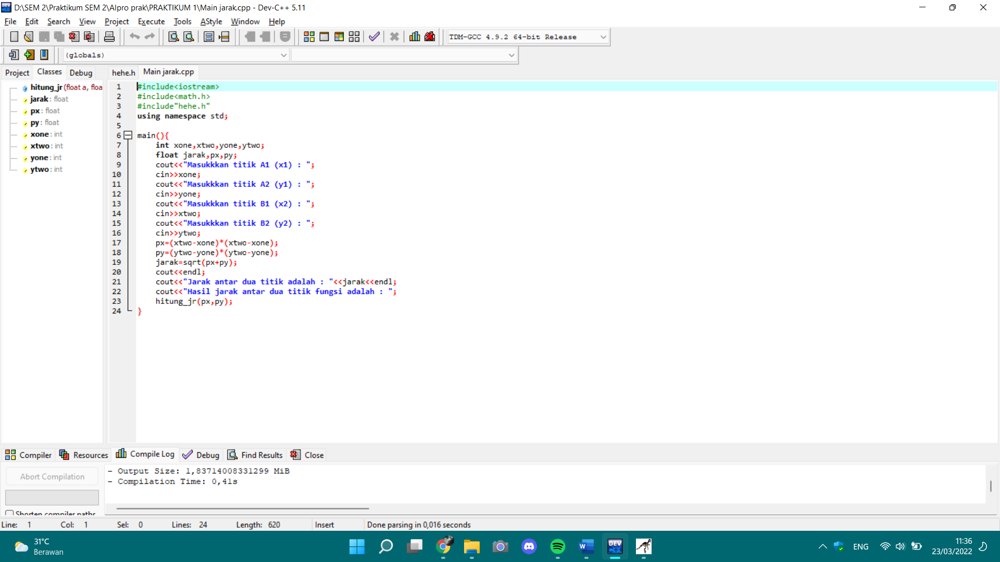 D:\SEM 2\Praktikum SEM 2\Alpro prak\PRAKTIKUM 1\Main jarak.cpp - Dev-C++ 5.11
File Edit Search View Project Execute Tools AStyle Window Help
TDM-GCC 4.9.2 64-bit Release
(globals)
Project Classes Debug
hehe.h Main jarak.cpp
hitung_jr (float a, floa
jarak : float
px : float
py : float
xone : int
xtwo : int
yone : int
ytwo : int
1 #include<iostream>
2 #include<math.h>
3 #include"hehe.h"
4 using namespace std;
5
6 main(){
7 int xone,xtwo,yone,ytwo;
8 float jarak,px,py;
9 cout<<"Masukkkan titik A1 (x1) : ";
10 cin>>xone;
11 cout<<"Masukkkan titik A2 (y1) : ";
12 cin>>yone;
13 cout<<"Masukkkan titik B1 (x2) : ";
14 cin>>xtwo;
15 cout<<"Masukkkan titik B2 (y2) : ";
16 cin>>ytwo;
17 px=(xtwo-xone)*(xtwo-xone);
18 py=(ytwo-yone)*(ytwo-yone);
19 jarak=sqrt(px+py);
20 cout<<endl;
21 cout<<"Jarak antar dua titik adalah : "<<jarak<<endl;
22 cout<<"Hasil jarak antar dua titik fungsi adalah : ";
23 hitung_jr(px,py);
24 }
Compiler Resources Compile Log Debug Find Results Close
Abort Compilation
Shorten compiler paths
- Output Size: 1,83714008331299 MiB
- Compilation Time: 0,41s
Line: 1 Col: 1 Sel: 0 Lines: 24 Length: 620 Insert Done parsing in 0,016 seconds
31°C
Berawan
DEV
C++
ENG
11:36
23/03/2022